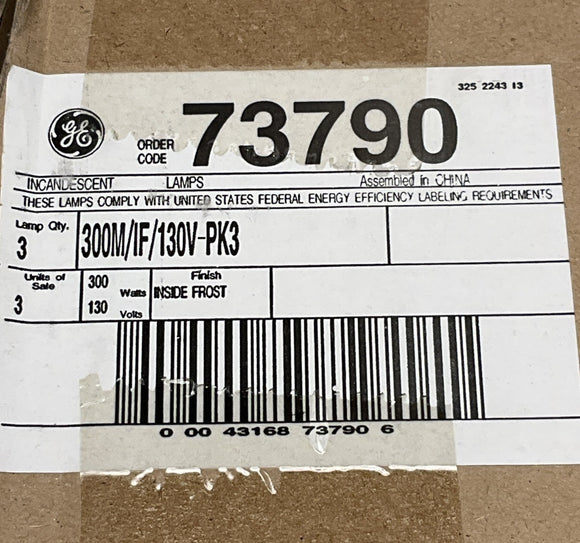 325 2243 13
GE
ORDER CODE 73790
INCANDESCENT LAMPS Assembled in CHINA
THESE LAMPS COMPLY WITH UNITED STATES FEDERAL ENERGY EFFICIENCY LABELING REQUIREMENTS
Lamp Qty.
3
300M/IF/130V-PK3
Units of Sale
3
300 Watts
130 Volts
Finish
INSIDE FROST
0 00 43168 73790 6